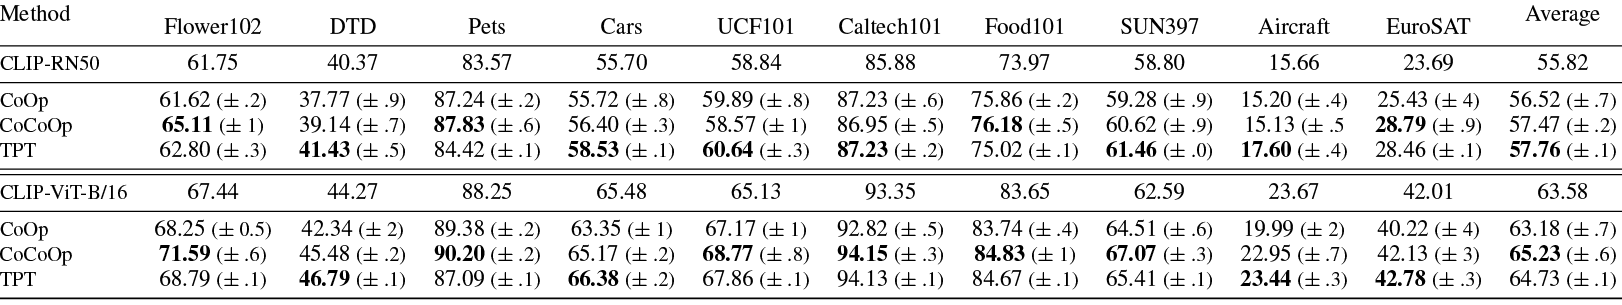 Method Flower102 DTD Pets Cars UCF101 Caltech101 Food101 SUN397 Aircraft EuroSAT Average
CLIP-RN50 61.75 40.37 83.57 55.70 58.84 85.88 73.97 58.80 15.66 23.69 55.82
CoOp 61.62 (± .2) 37.77 (± .9) 87.24 (± .2) 55.72 (± .8) 59.89 (± .8) 87.23 (± .6) 75.86 (± .2) 59.28 (± .9) 15.20 (± .4) 25.43 (± 4) 56.52 (± .7)
CoCoOp 65.11 (± 1) 39.14 (± .7) 87.83 (± .6) 56.40 (± .3) 58.57 (± 1) 86.95 (± .5) 76.18 (± .5) 60.62 (± .9) 15.13 (± .5 28.79 (± .9) 57.47 (± .2)
TPT 62.80 (± .3) 41.43 (± .5) 84.42 (± .1) 58.53 (± .1) 60.64 (± .3) 87.23 (± .2) 75.02 (± .1) 61.46 (± .0) 17.60 (± .4) 28.46 (± .1) 57.76 (± .1)
CLIP-ViT-B/16 67.44 44.27 88.25 65.48 65.13 93.35 83.65 62.59 23.67 42.01 63.58
CoOp 68.25 (± 0.5) 42.34 (± 2) 89.38 (± .2) 63.35 (± 1) 67.17 (± 1) 92.82 (± .5) 83.74 (± .4) 64.51 (± .6) 19.99 (± 2) 40.22 (± 4) 63.18 (± .7)
CoCoOp 71.59 (± .6) 45.48 (± .2) 90.20 (± .2) 65.17 (± .2) 68.77 (± .8) 94.15 (± .3) 84.83 (± 1) 67.07 (± .3) 22.95 (± .7) 42.13 (± 3) 65.23 (± .6)
TPT 68.79 (± .1) 46.79 (± .1) 87.09 (± .1) 66.38 (± .2) 67.86 (± .1) 94.13 (± .1) 84.67 (± .1) 65.41 (± .1) 23.44 (± .3) 42.78 (± .3) 64.73 (± .1)